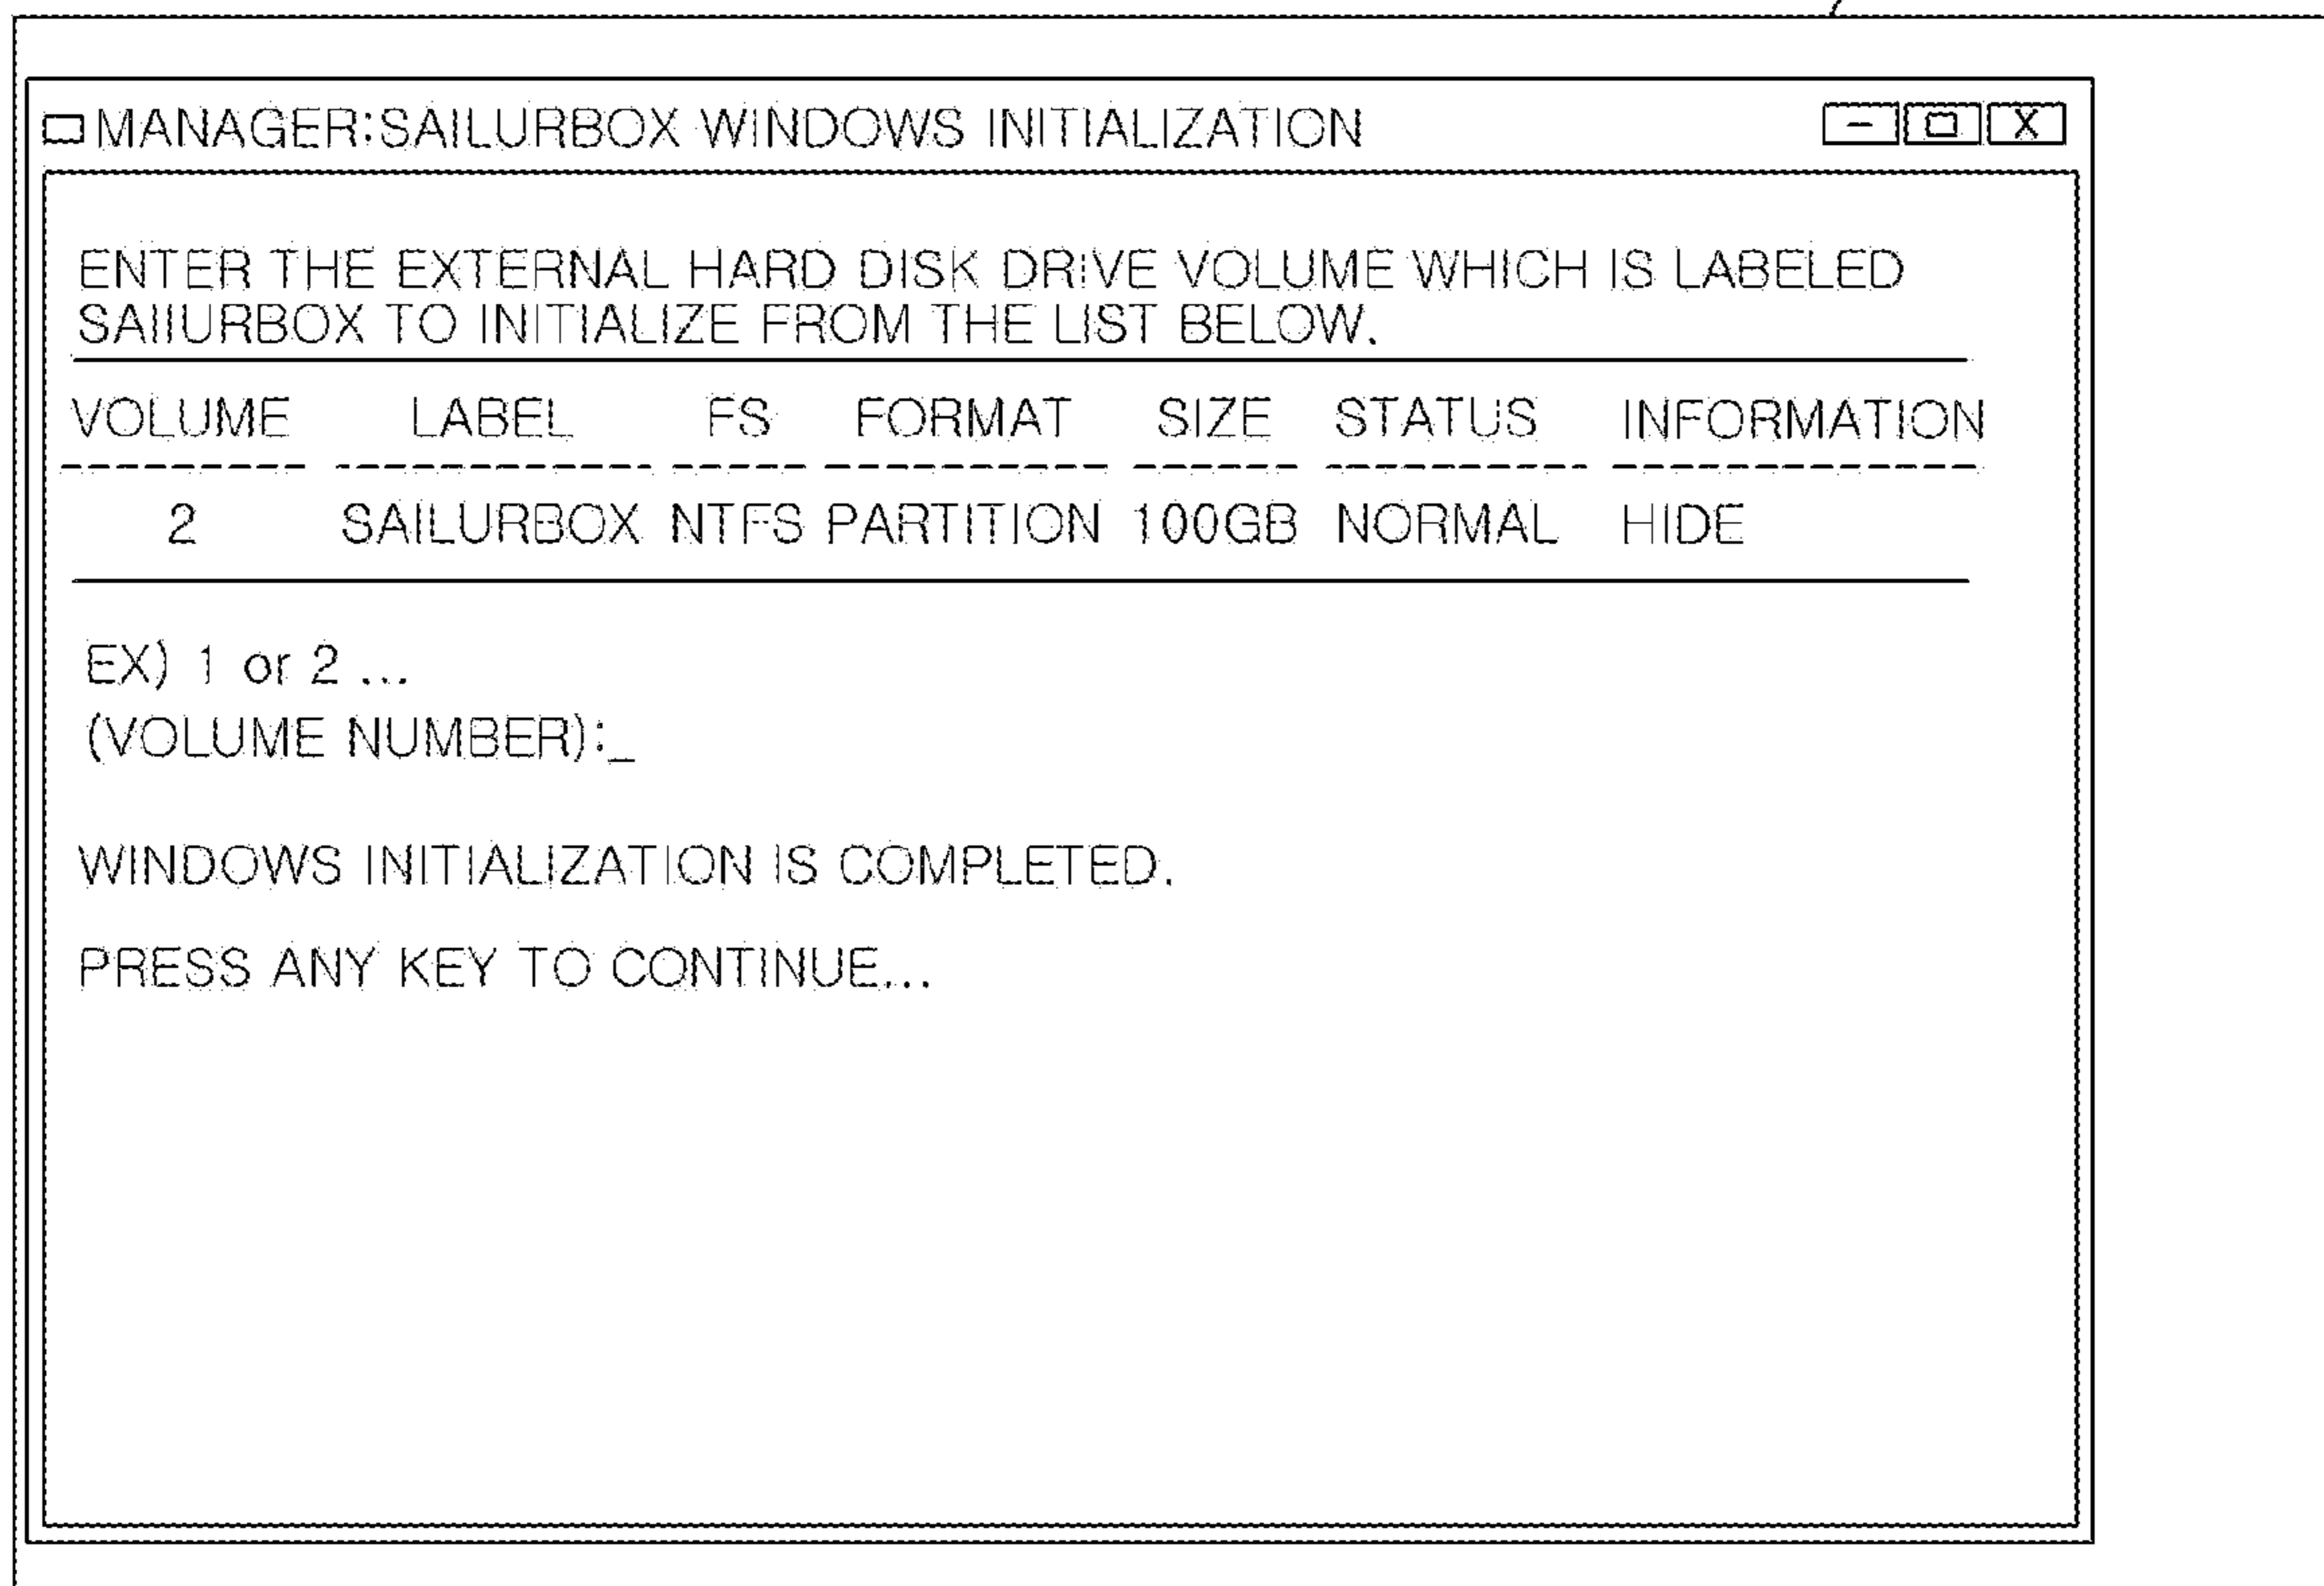 MANAGER:SAILURBOX WINDOWS INITIALIZATION
ENTER THE EXTERNAL HARD DISK DRIVE VOLUME WHICH IS LABELED
SAIIURBOX TO INITIALIZE FROM THE LIST BELOW.
VOLUME LABEL FS FORMAT SIZE STATUS INFORMATION
2 SAILURBOX NTFS PARTITION 100GB NORMAL HIDE
EX) 1 or 2 ...
(VOLUME NUMBER):_
WINDOWS INITIALIZATION IS COMPLETED.
PRESS ANY KEY TO CONTINUE...